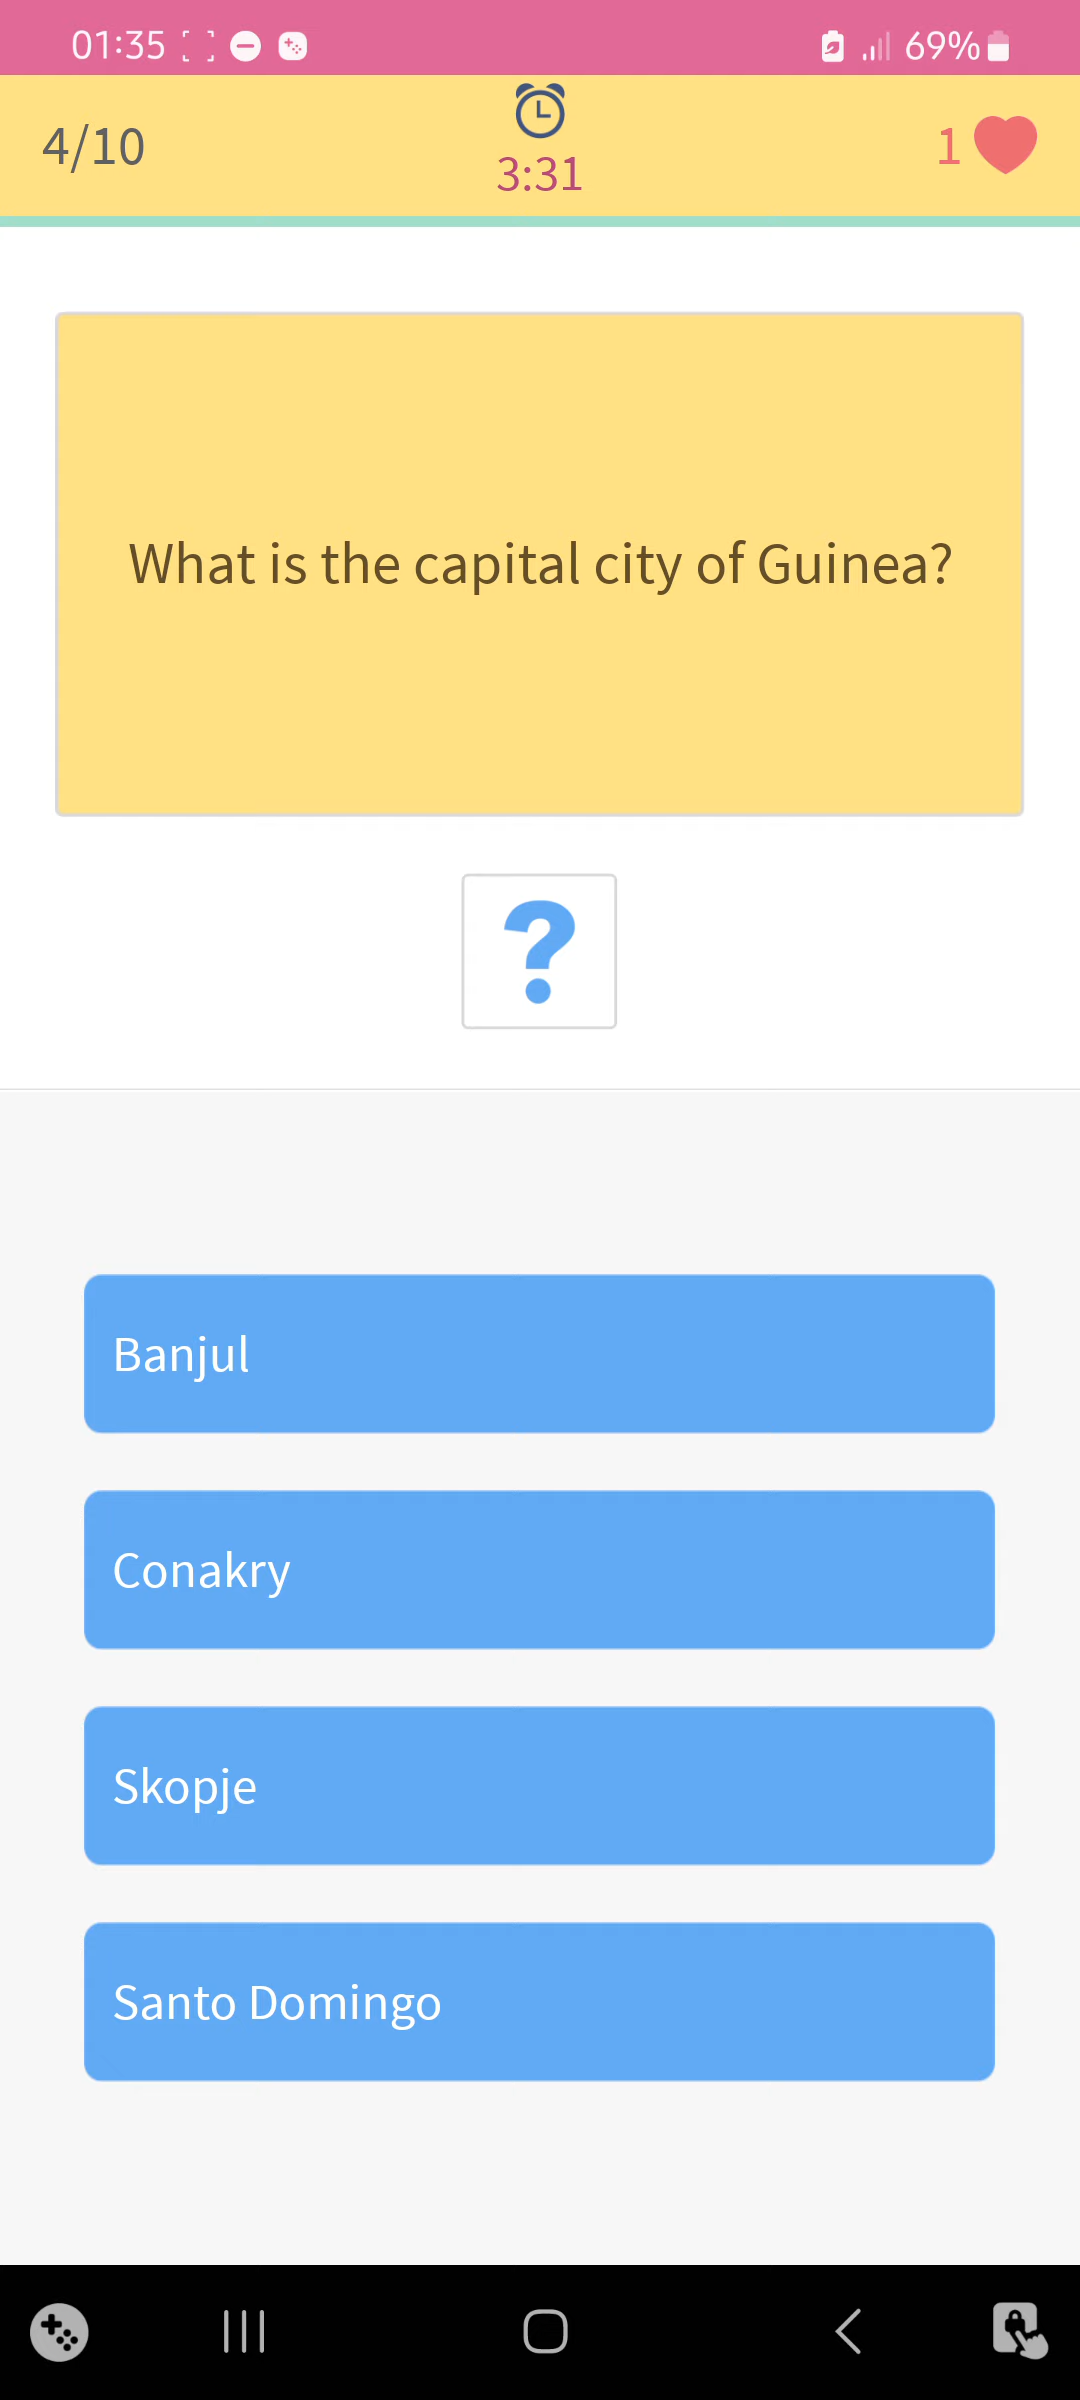 01:35
69%
4/10
3:31
1
What is the capital city of Guinea?
?
Banjul
Conakry
Skopje
Santo Domingo